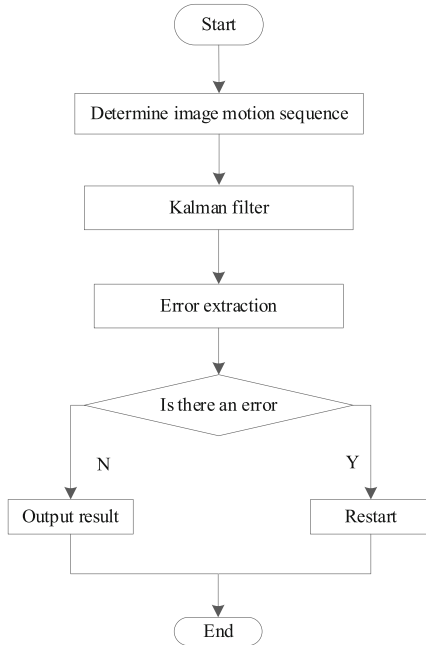 Start
Determine image motion sequence
Kalman filter
Error extraction
Is there an error
N
Y
Output result
Restart
End